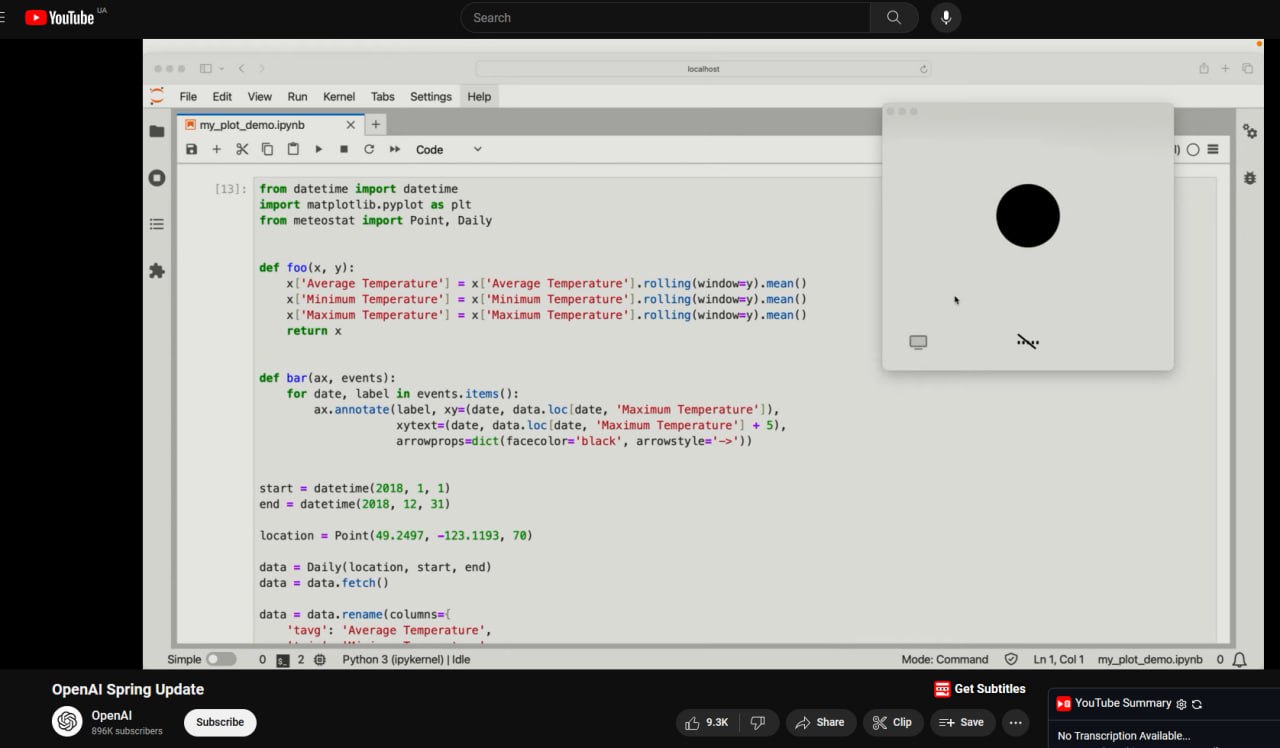 YouTube UA
Search
localhost
File Edit View Run Kernel Tabs Settings Help
my_plot_demo.ipynb
Code
[13]:
from datetime import datetime
import matplotlib.pyplot as plt
from meteostat import Point, Daily
def foo(x, y):
    x['Average Temperature'] = x['Average Temperature'].rolling(window=y).mean()
    x['Minimum Temperature'] = x['Minimum Temperature'].rolling(window=y).mean()
    x['Maximum Temperature'] = x['Maximum Temperature'].rolling(window=y).mean()
    return x
def bar(ax, events):
    for date, label in events.items():
        ax.annotate(label, xy=(date, data.loc[date, 'Maximum Temperature']),
                    xytext=(date, data.loc[date, 'Maximum Temperature'] + 5),
                    arrowprops=dict(facecolor='black', arrowstyle='->'))
start = datetime(2018, 1, 1)
end = datetime(2018, 12, 31)
location = Point(49.2497, -123.1193, 70)
data = Daily(location, start, end)
data = data.fetch()
data = data.rename(columns={
    'tavg': 'Average Temperature',
Simple 0 2 Python 3 (ipykernel) | Idle Mode: Command Ln 1, Col 1 my_plot_demo.ipynb 0
OpenAI Spring Update
Get Subtitles
OpenAI
896K subscribers
Subscribe
9.3K
Share
Clip
Save
YouTube Summary
No Transcription Available...